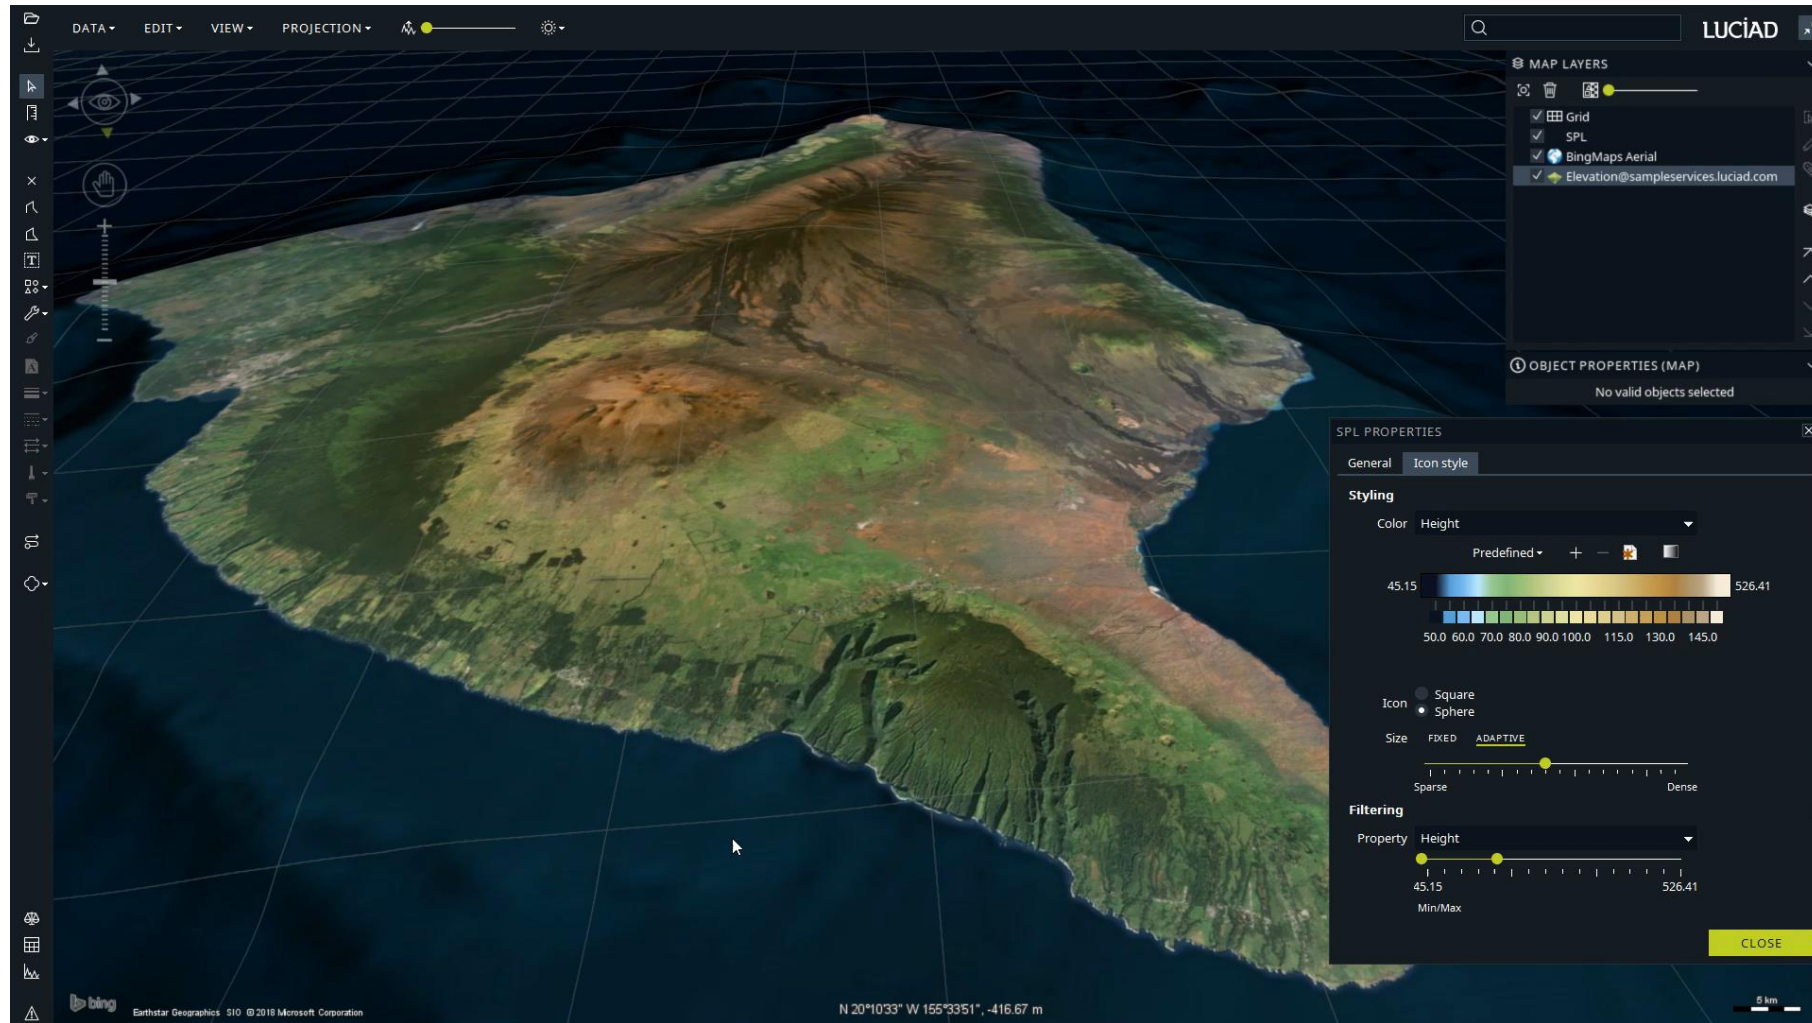 DATA EDIT VIEW PROJECTION
LUCIAD
MAP LAYERS
Grid
SPL
BingMaps Aerial
Elevation@sampleservices.luciad.com
OBJECT PROPERTIES (MAP)
No valid objects selected
SPL PROPERTIES
General Icon style
Styling
Color Height
Predefined
45.15 526.41
50.0 60.0 70.0 80.0 90.0 100.0 115.0 130.0 145.0
Icon
Square
Sphere
Size FIXED ADAPTIVE
Sparse Dense
Filtering
Property Height
45.15 526.41
Min/Max
CLOSE
bing
Earthstar Geographics SIO © 2018 Microsoft Corporation
N 20°10'33" W 155°33'51", -416.67 m
5 km